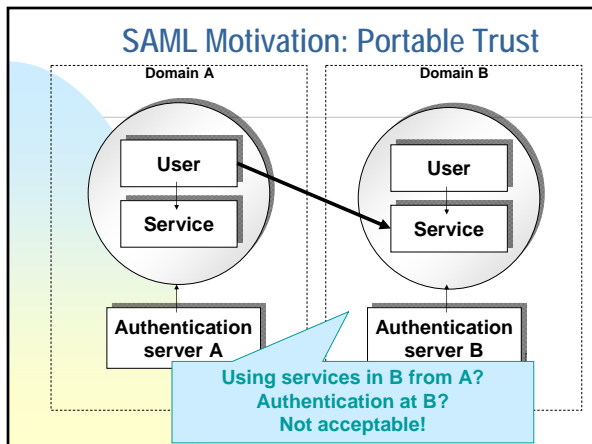 SAML Motivation: Portable Trust
Domain A
Domain B
User
Service
User
Service
Authentication
server A
Authentication
server B
Using services in B from A?
Authentication at B?
Not acceptable!